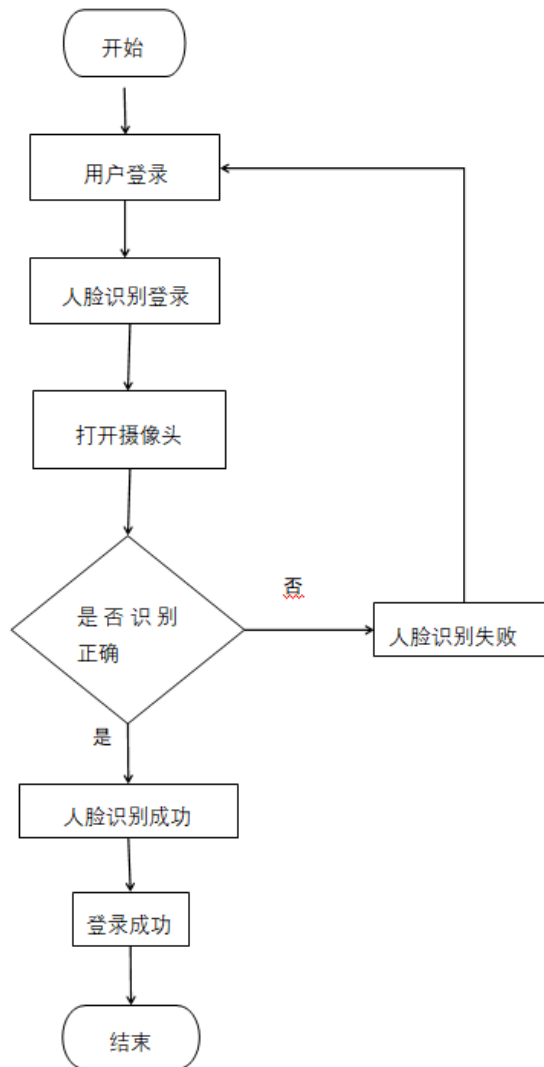 开始
用户登录
人脸识别登录
打开摄像头
是否识别
正确
否
人脸识别失败
是
人脸识别成功
登录成功
结束